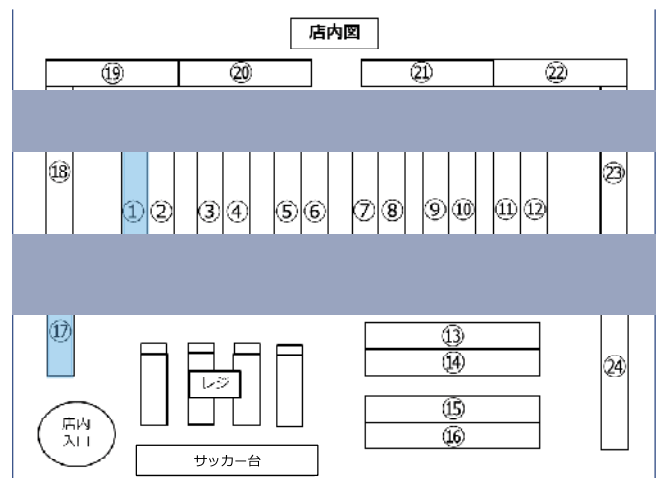 店内図
⑲ ⑳ ㉑ ㉒
⑱ ㉓
① ② ③ ④ ⑤ ⑥ ⑦ ⑧ ⑨ ⑩ ⑪ ⑫
⑰
⑬
⑭
㉔
レジ
⑮
⑯
店内
入口
サッカー台